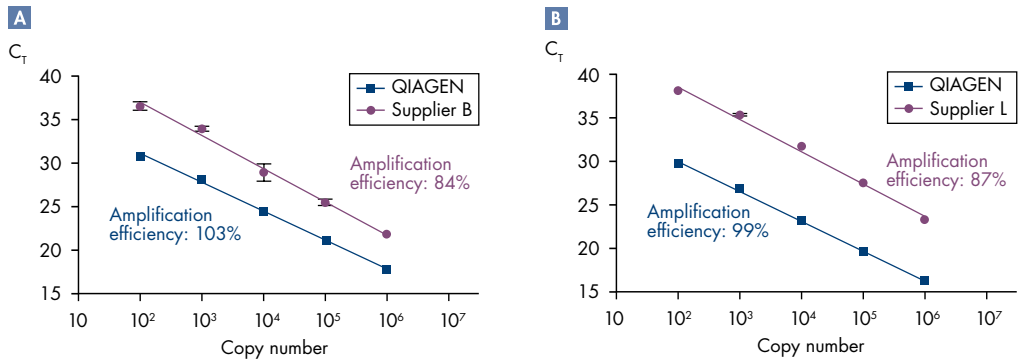 A
C_T
40
35
30
25
20
15
10
10²
10³
10⁴
10⁵
10⁶
10⁷
Copy number
QIAGEN
Supplier B
Amplification
efficiency: 84%
Amplification
efficiency: 103%
B
C_T
40
35
30
25
20
15
10
10²
10³
10⁴
10⁵
10⁶
10⁷
Copy number
QIAGEN
Supplier L
Amplification
efficiency: 87%
Amplification
efficiency: 99%